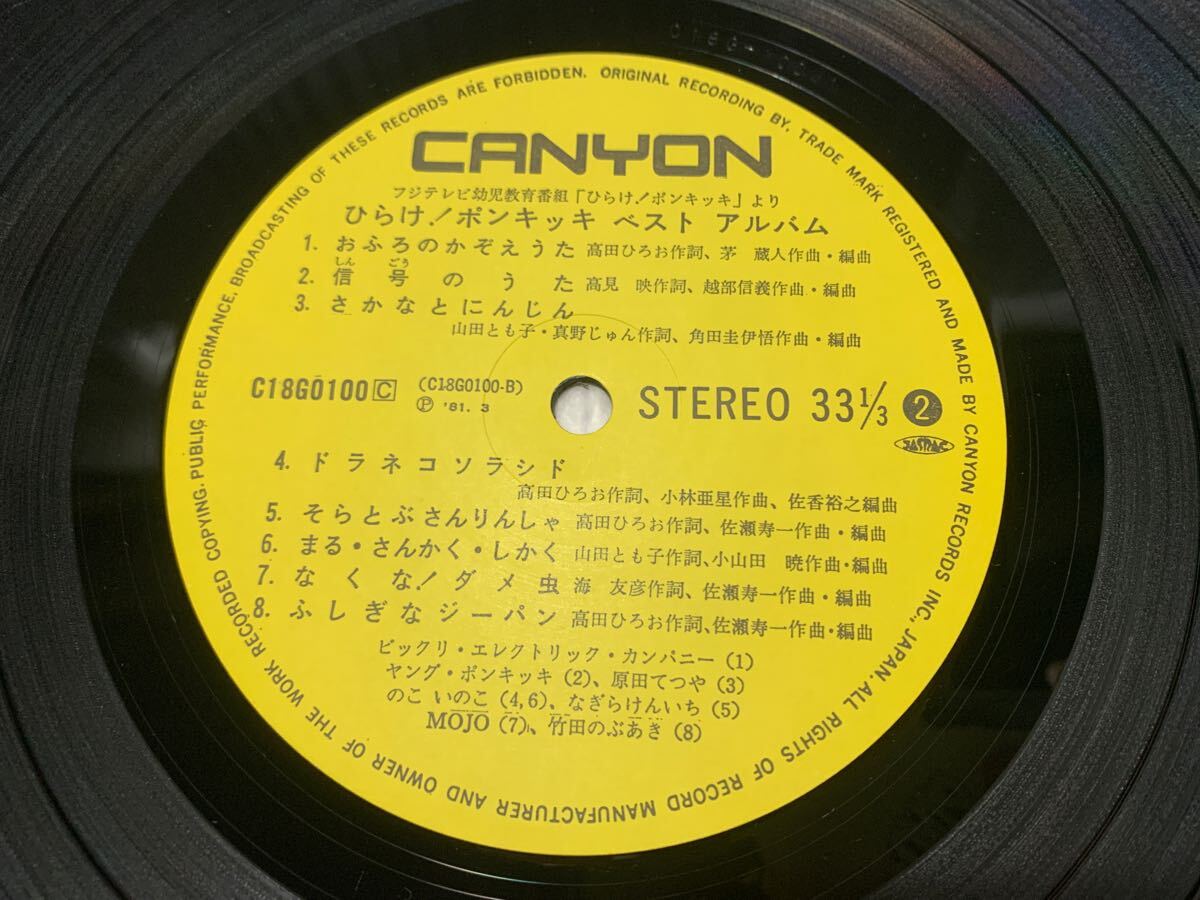 CANYON
フジテレビ幼児教育番組「ひらけ!ポンキッキ」より
ひらけ!ポンキッキ ベスト アルバム
1. おふろのかぞえうた 高田ひろお作詞、茅 蔵人作曲・編曲
しん ごう
2. 信号のうた 高見 映作詞、越部信義作曲・編曲
3. さかなとにんじん
山田とも子・真野じゅん作詞、角田圭伊悟作曲・編曲
C18G0100 C (C18G0100-B) STEREO 33 1/3 2
Ⓟ '81. 3 JASRAC
4. ドラネコソラシド
高田ひろお作詞、小林亜星作曲、佐香裕之編曲
5. そらとぶさんりんしゃ 高田ひろお作詞、佐瀬寿一作曲・編曲
6. まる・さんかく・しかく 山田とも子作詞、小山田 暁作曲・編曲
7. なくな!ダメ虫 海 友彦作詞、佐瀬寿一作曲・編曲
8. ふしぎなジーパン 高田ひろお作詞、佐瀬寿一作曲・編曲
ビックリ・エレクトリック・カンパニー (1)
ヤング・ポンキッキ (2)、原田てつや (3)
のこ いのこ (4,6)、なぎらけんいち (5)
MOJO (7)、竹田のぶあき (8)
ALL RIGHTS OF RECORD MANUFACTURER AND OWNER OF THE WORK RECORDED COPYING. PUBLIC PERFORMANCE, BROADCASTING OF THESE RECORDS ARE FORBIDDEN. ORIGINAL RECORDING BY, TRADE MARK REGISTERED AND MADE BY CANYON RECORDS INC., JAPAN.